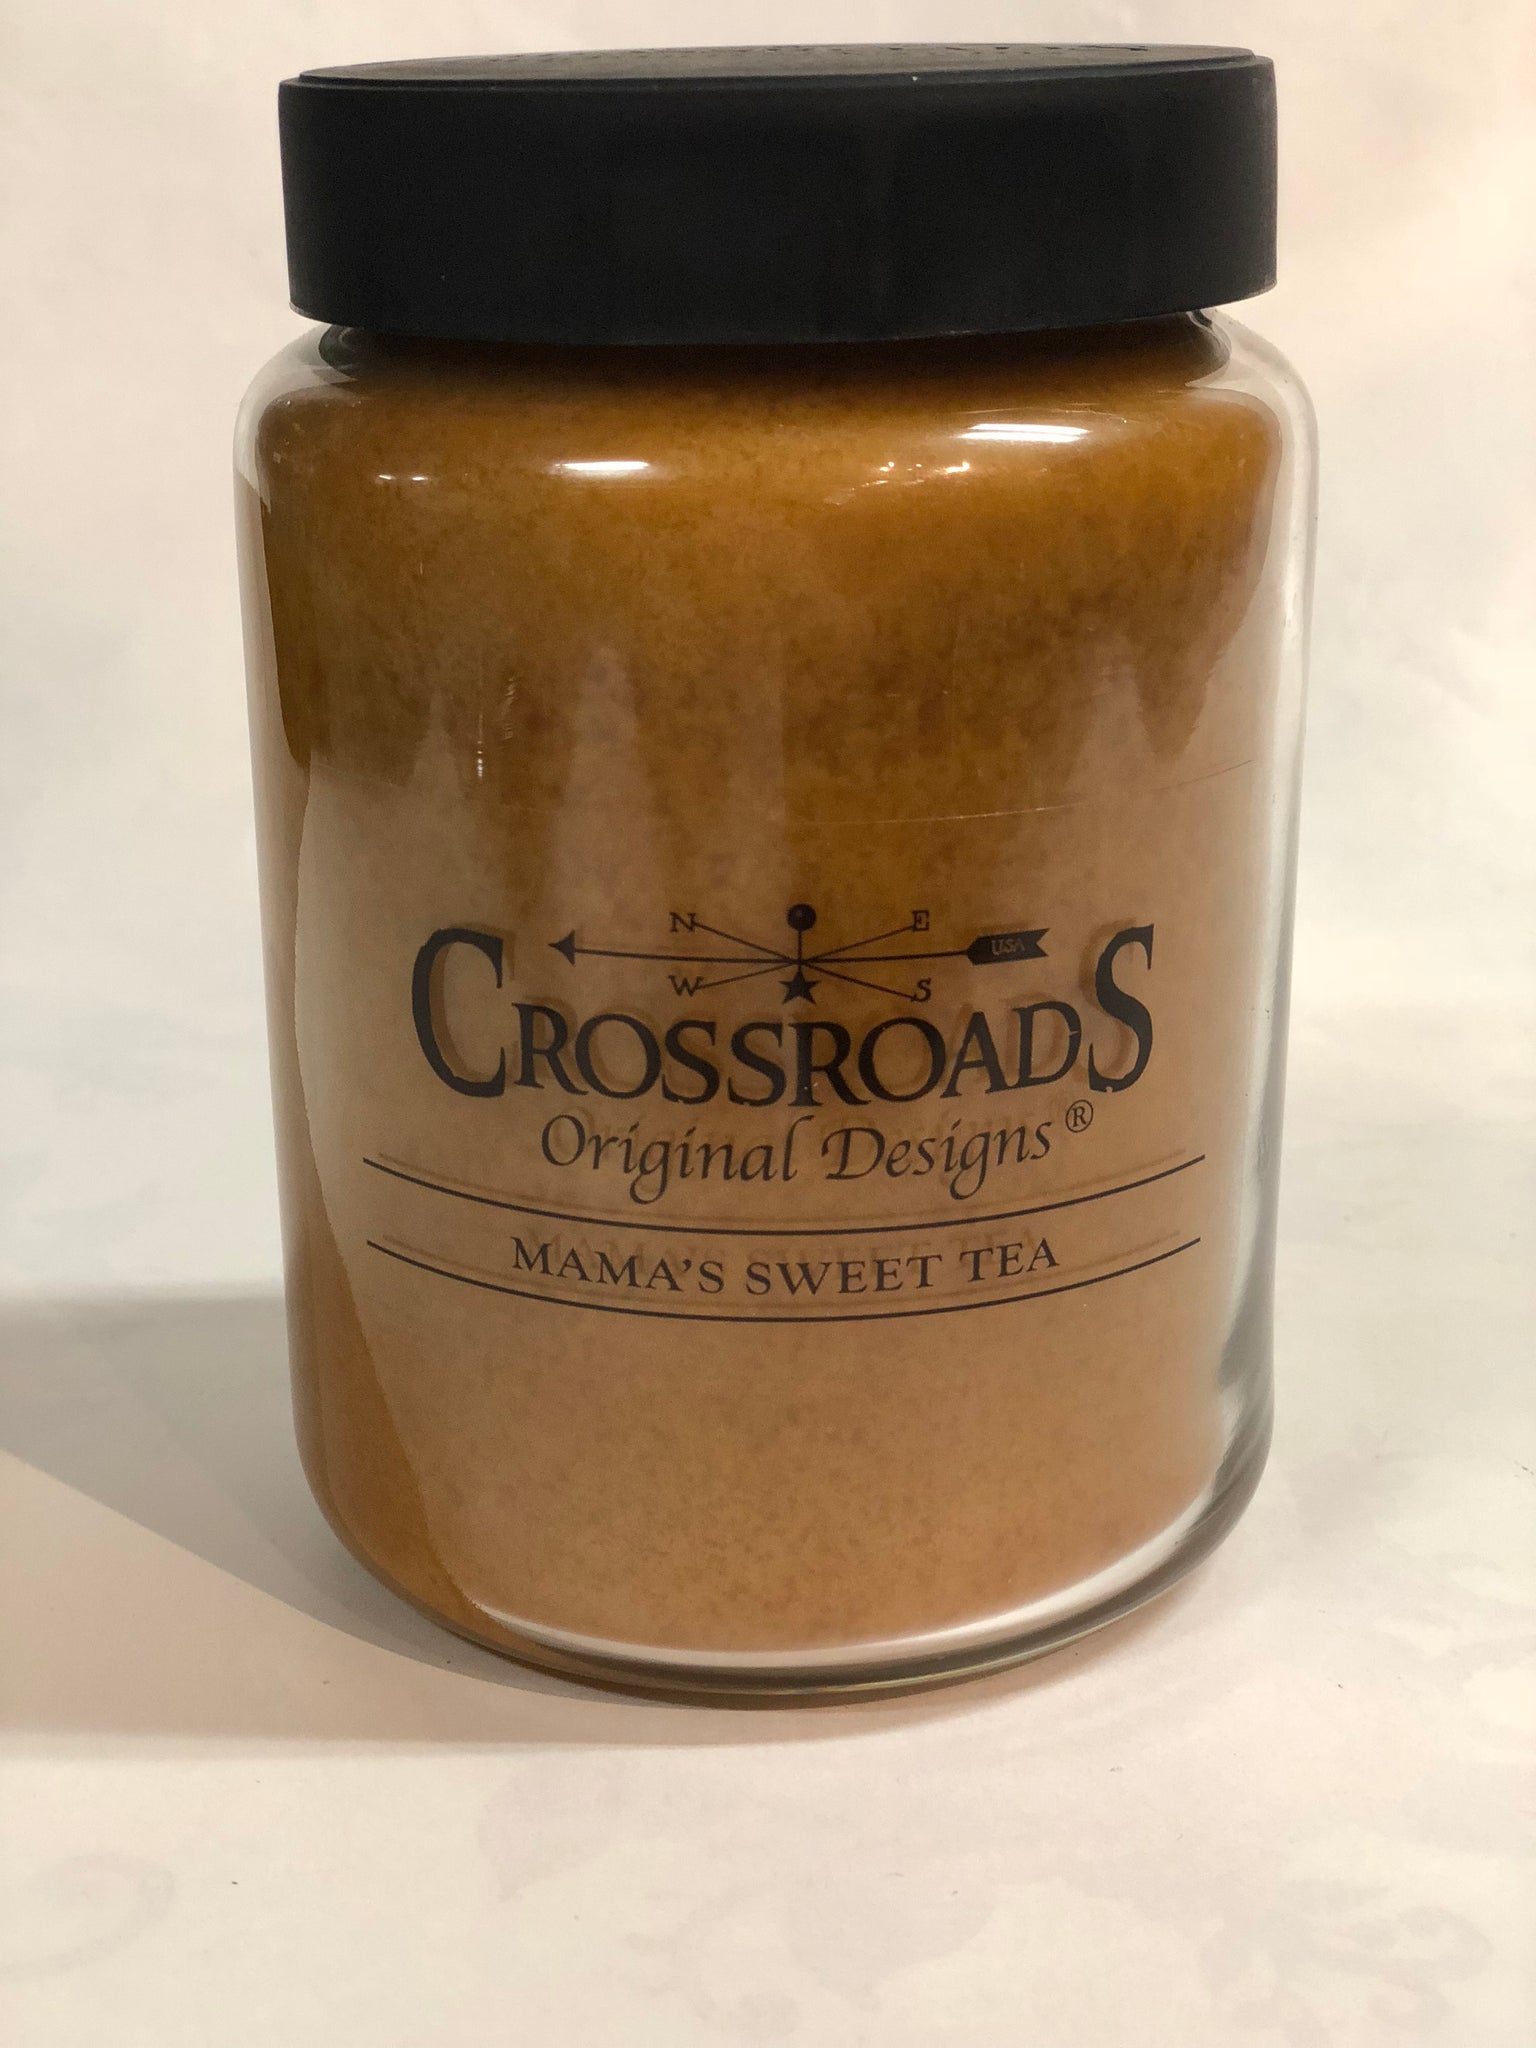 N E
USA
W S
CROSSROADS
Original Designs®
MAMA'S SWEET TEA